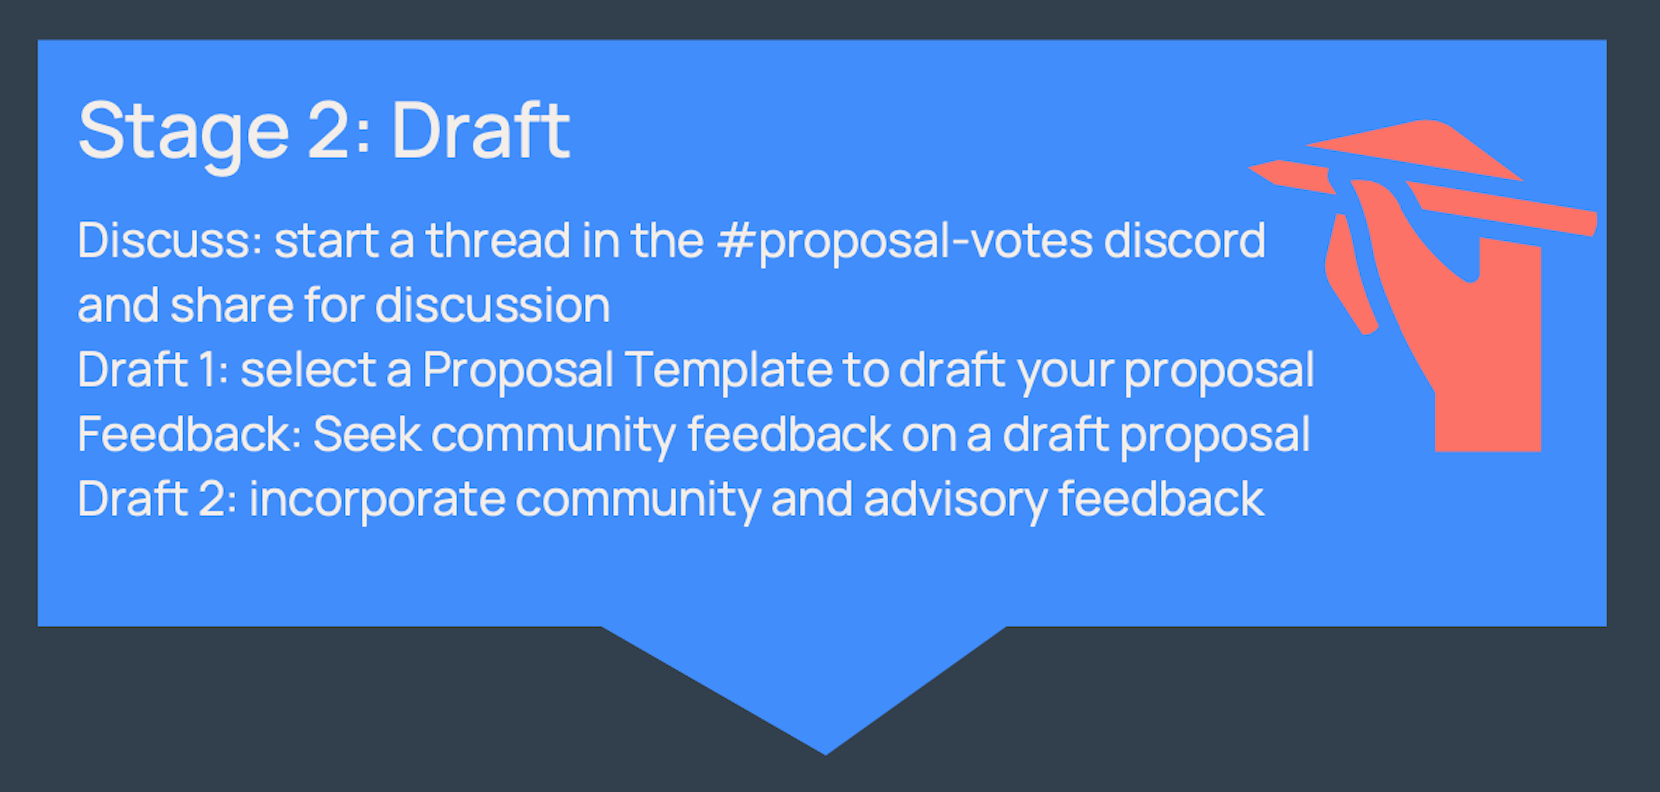 Stage 2: Draft
Discuss: start a thread in the #proposal-votes discord
and share for discussion
Draft 1: select a Proposal Template to draft your proposal
Feedback: Seek community feedback on a draft proposal
Draft 2: incorporate community and advisory feedback